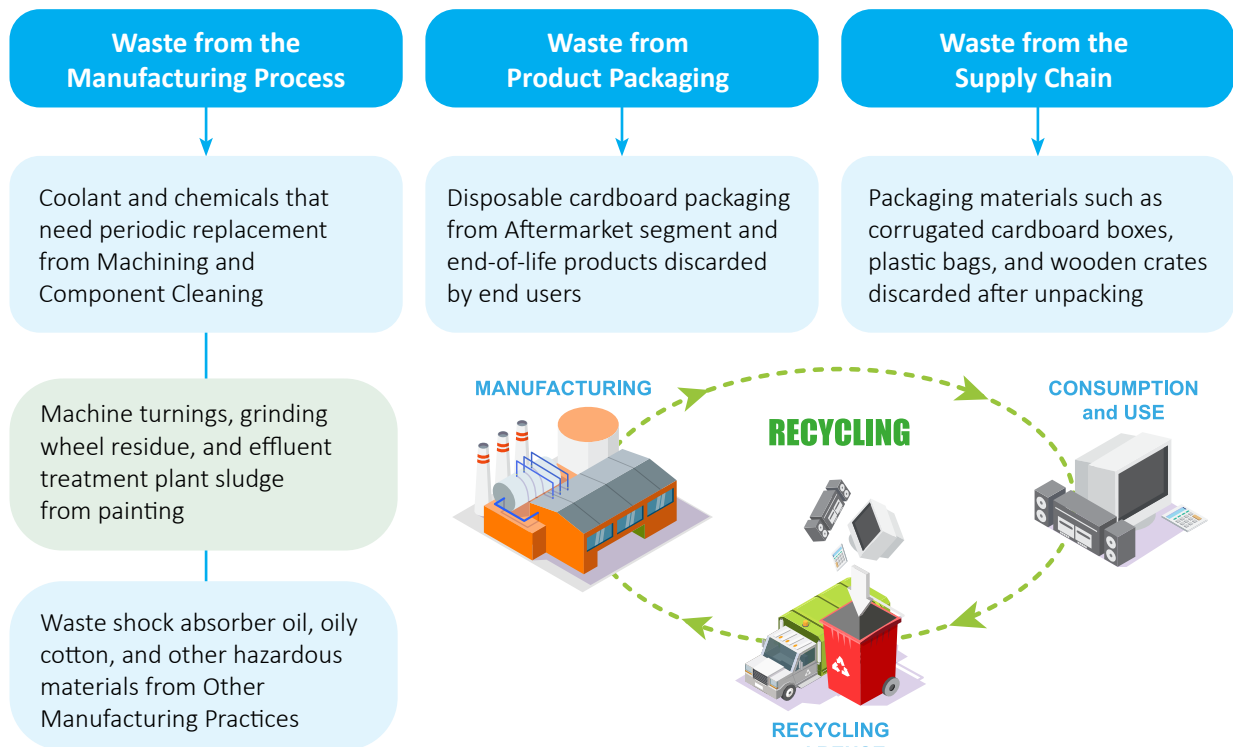 Waste from the
Manufacturing Process
Coolant and chemicals that
need periodic replacement
from Machining and
Component Cleaning
Machine turnings, grinding
wheel residue, and effluent
treatment plant sludge
from painting
Waste shock absorber oil, oily
cotton, and other hazardous
materials from Other
Manufacturing Practices
Waste from
Product Packaging
Disposable cardboard packaging
from Aftermarket segment and
end-of-life products discarded
by end users
Waste from the
Supply Chain
Packaging materials such as
corrugated cardboard boxes,
plastic bags, and wooden crates
discarded after unpacking
MANUFACTURING
RECYCLING
CONSUMPTION
and USE
RECYCLING